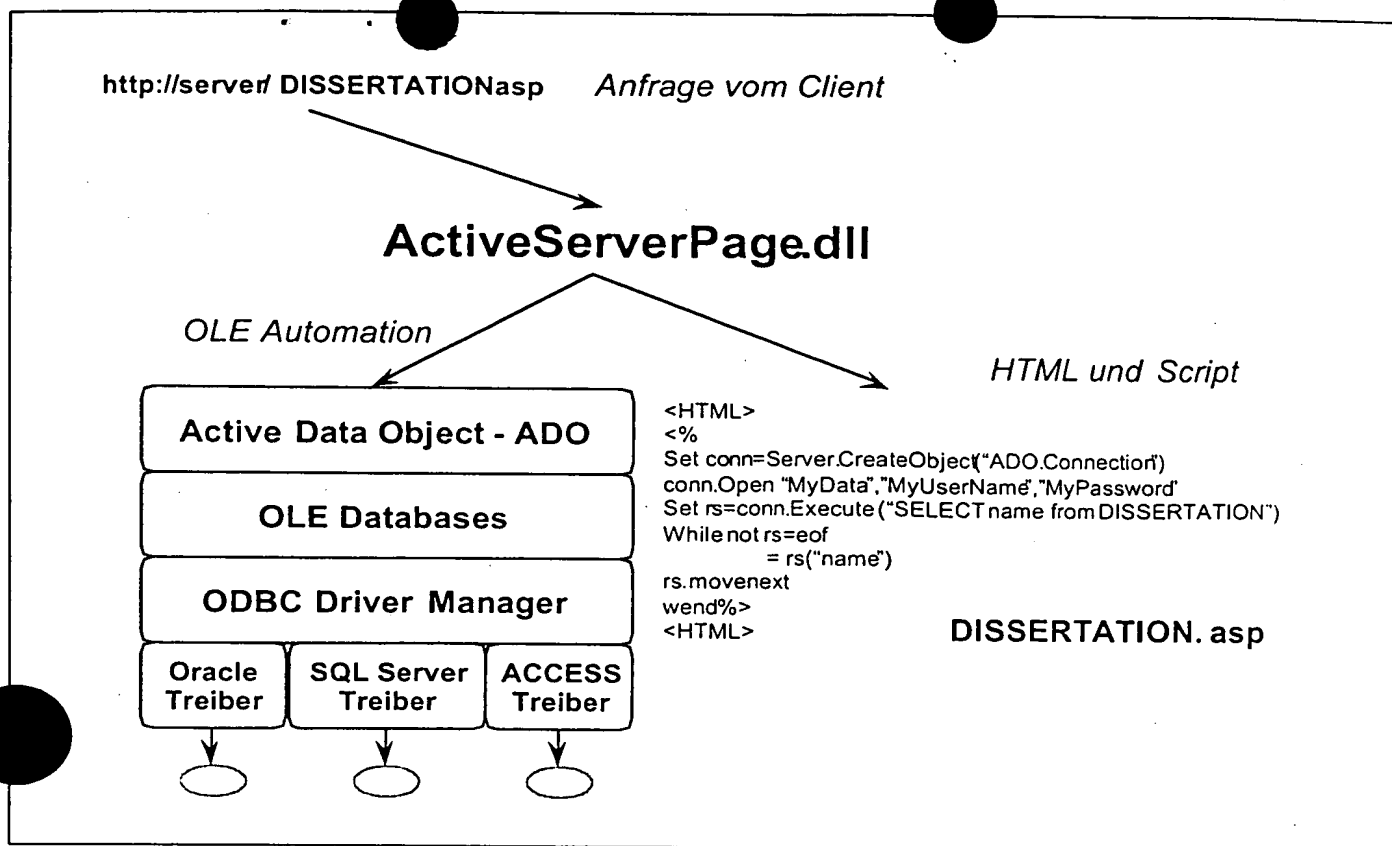 http://server/ DISSERTATIONasp Anfrage vom Client
ActiveServerPage.dll
OLE Automation
HTML und Script
Active Data Object - ADO
OLE Databases
ODBC Driver Manager
Oracle Treiber
SQL Server Treiber
ACCESS Treiber
<HTML>
<%
Set conn=Server.CreateObject("ADO.Connection")
conn.Open "MyData","MyUserName","MyPassword"
Set rs=conn.Execute ("SELECT name from DISSERTATION")
While not rs=eof
= rs("name")
rs.movenext
wend%>
<HTML>
DISSERTATION. asp